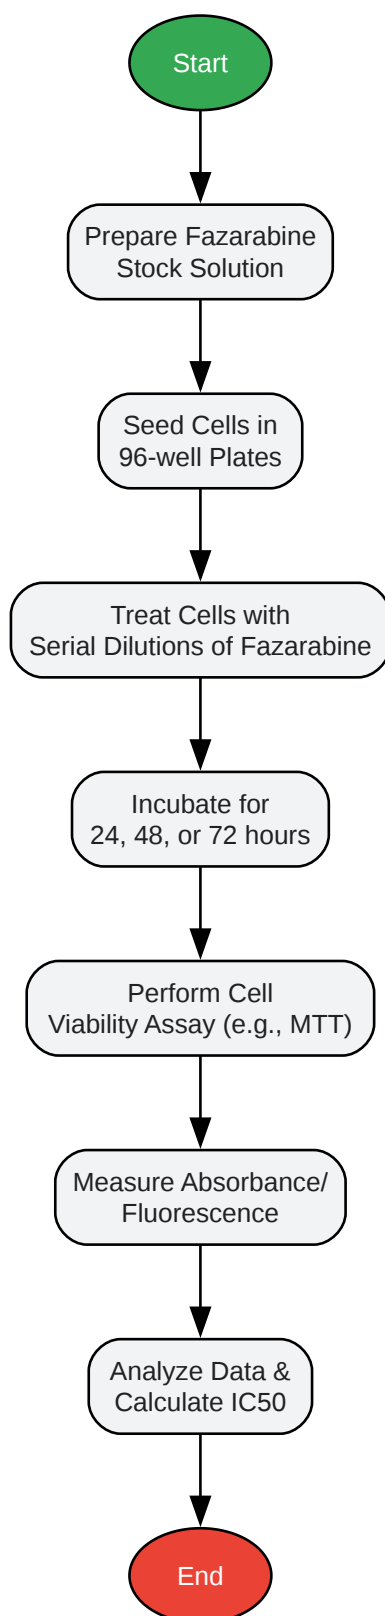 Start
Prepare Fazarabine
Stock Solution
Seed Cells in
96-well Plates
Treat Cells with
Serial Dilutions of Fazarabine
Incubate for
24, 48, or 72 hours
Perform Cell
Viability Assay (e.g., MTT)
Measure Absorbance/
Fluorescence
Analyze Data &
Calculate IC50
End